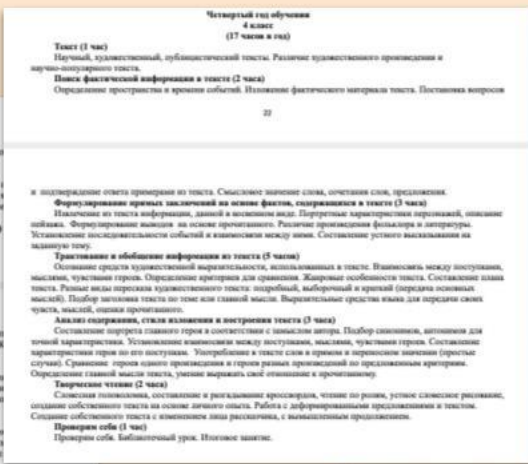 Четвертый год обучения
4 класс
(17 часов в год)
Текст (1 час)
Научный, художественный, публицистический тексты. Различие художественного произведения и
научно-популярного текста.
Поиск фактической информации в тексте (2 часа)
Определение пространства и времени событий. Изложение фактического материала текста. Постановка вопросов
22
и подтверждение ответа примерами из текста. Смысловое значение слова, сочетания слов, предложения.
Формулирование прямых заключений на основе фактов, содержащихся в тексте (3 часа)
Извлечение из текста информации, данной в косвенном виде. Портретные характеристики персонажей, описание
пейзажа. Формулирование выводов на основе прочитанного. Различие произведения фольклора и литературы.
Установление последовательности событий и взаимосвязи между ними. Составление устного высказывания на
заданную тему.
Трактование и обобщение информации из текста (5 часов)
Осознание средств художественной выразительности, использованных в тексте. Взаимосвязь между поступками,
мыслями, чувствами героев. Определение критериев для сравнения. Жанровые особенности текста. Составление плана
текста. Разные виды пересказа художественного текста: подробный, выборочный и краткий (передача основных
мыслей). Подбор заголовка текста по теме или главной мысли. Выразительные средства языка для передачи своих
чувств, мыслей, оценки прочитанного.
Анализ содержания, стиля изложения и построения текста (3 часа)
Составление портрета главного героя в соответствии с замыслом автора. Подбор синонимов, антонимов для
точной характеристики. Установление взаимосвязи между поступками, мыслями, чувствами героев. Составление
характеристики героя по его поступкам. Употребление в тексте слов в прямом и переносном значении (простые
случаи). Сравнение героев одного произведения и героев разных произведений по предложенным критериям.
Определение главной мысли текста, умение выражать своё отношение к прочитанному.
Творческое чтение (2 часа)
Словесная головоломка, составление и разгадывание кроссвордов, чтение по ролям, устное словесное рисование,
создание собственного текста на основе личного опыта. Работа с деформированными предложениями и текстом.
Создание собственного текста с изменением лица рассказчика, с вымышленным продолжением.
Проверим себя (1 час)
Проверим себя. Библиотечный урок. Итоговое занятие.